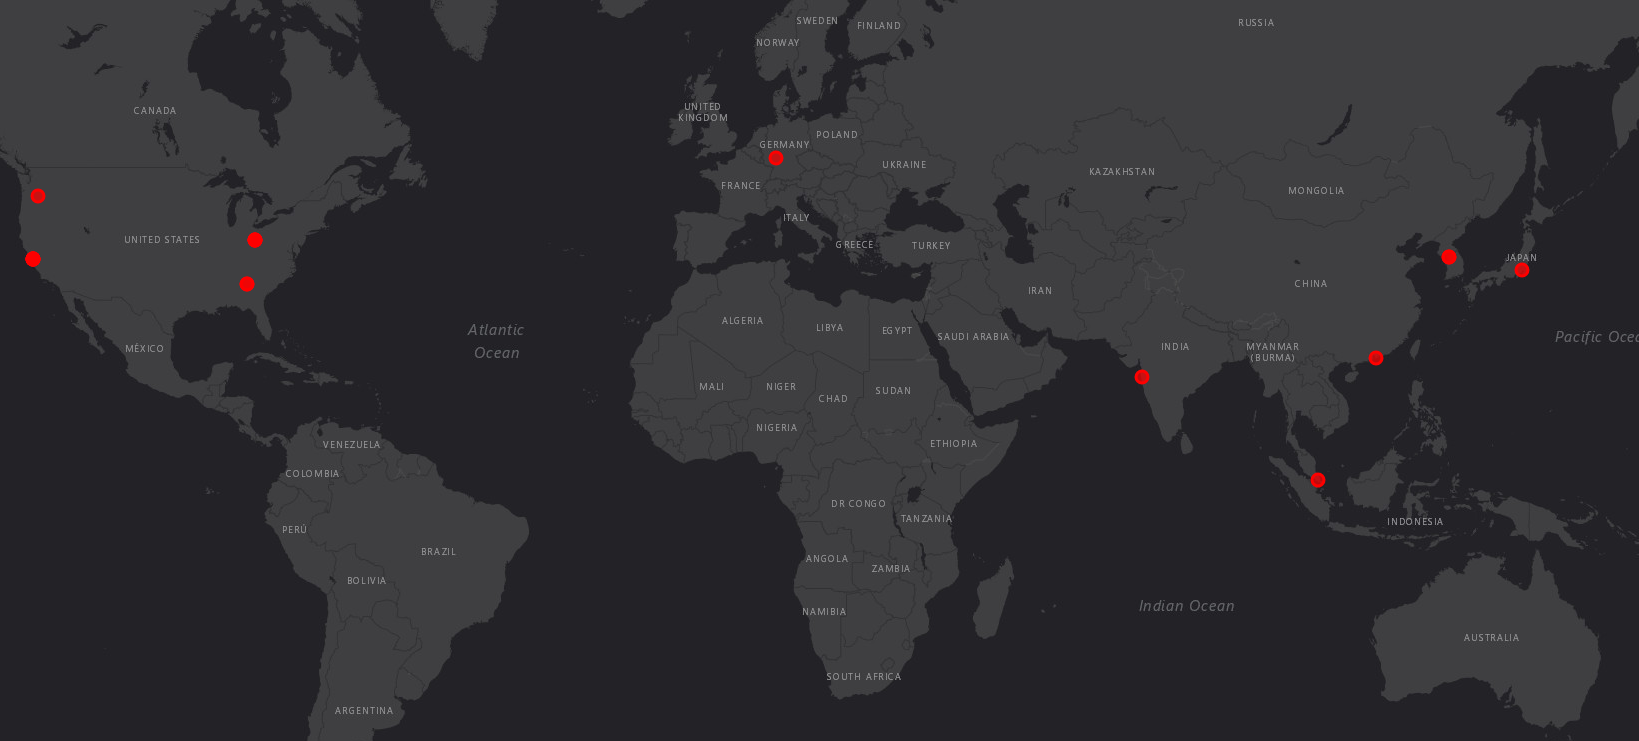 SWEDEN
FINLAND
RUSSIA
NORWAY
CANADA
UNITED
KINGDOM
POLAND
GERMANY
UKRAINE
KAZAKHSTAN
FRANCE
MONGOLIA
ITALY
UNITED STATES
GREECE
TURKEY
JAPAN
CHINA
IRAN
ALGERIA
LIBYA
EGYPT
SAUDI ARABIA
Atlantic
Ocean
Pacific Ocea
MÉXICO
INDIA
MYANMAR
(BURMA)
MALI
NIGER
CHAD
SUDAN
NIGERIA
VENEZUELA
ETHIOPIA
COLOMBIA
DR CONGO
TANZANIA
INDONESIA
PERÚ
BRAZIL
ANGOLA
ZAMBIA
BOLIVIA
NAMIBIA
Indian Ocean
AUSTRALIA
SOUTH AFRICA
ARGENTINA